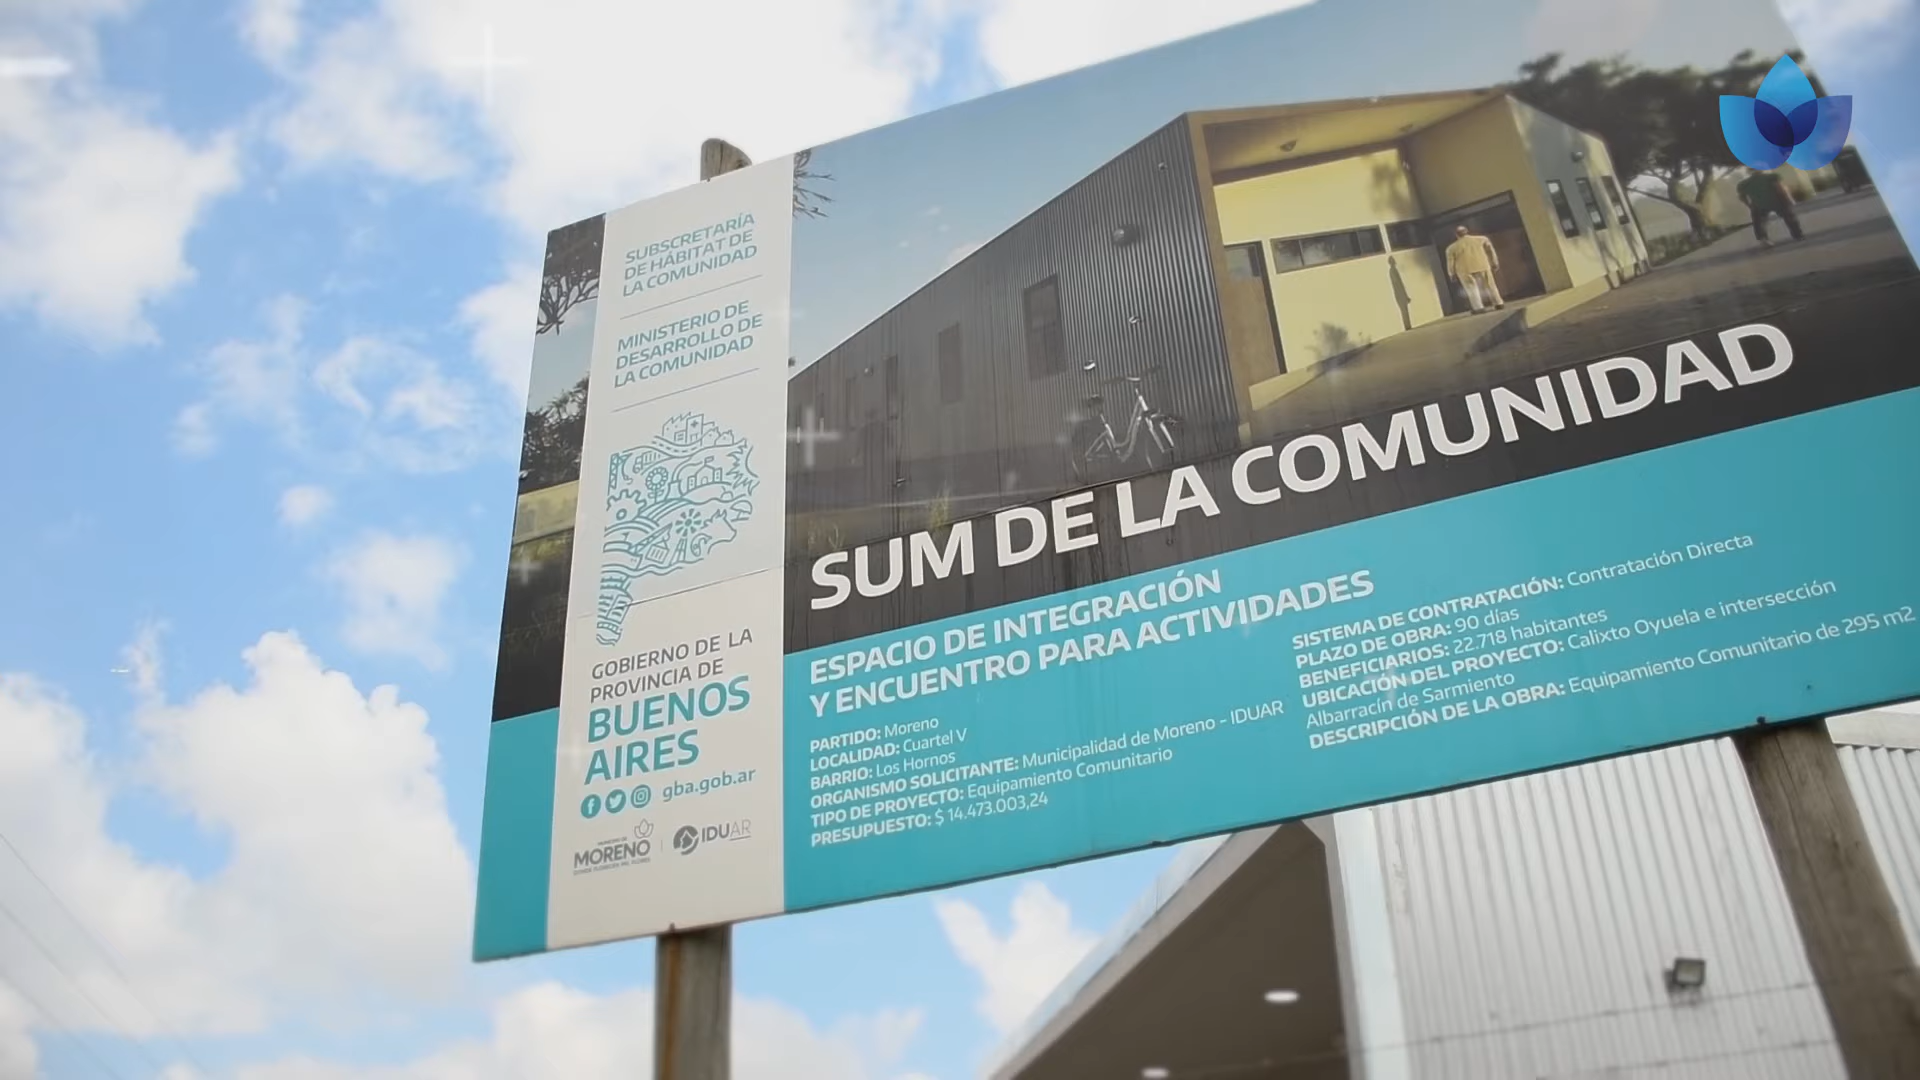 SUBSCRETARÍA
DE HÁBITAT DE
LA COMUNIDAD
MINISTERIO DE
DESARROLLO DE
LA COMUNIDAD
GOBIERNO DE LA
PROVINCIA DE
BUENOS
AIRES
gba.gob.ar
MORENO
IDUAR
SUM DE LA COMUNIDAD
ESPACIO DE INTEGRACIÓN
Y ENCUENTRO PARA ACTIVIDADES
PARTIDO: Moreno
LOCALIDAD: Cuartel V
BARRIO: Los Hornos
ORGANISMO SOLICITANTE: Municipalidad de Moreno - IDUAR
TIPO DE PROYECTO: Equipamiento Comunitario
PRESUPUESTO: $ 14.473.003,24
SISTEMA DE CONTRATACIÓN: Contratación Directa
PLAZO DE OBRA: 90 días
BENEFICIARIOS: 22.718 habitantes
UBICACIÓN DEL PROYECTO: Calixto Oyuela e intersección
Albarracín de Sarmiento
DESCRIPCIÓN DE LA OBRA: Equipamiento Comunitario de 295 m2